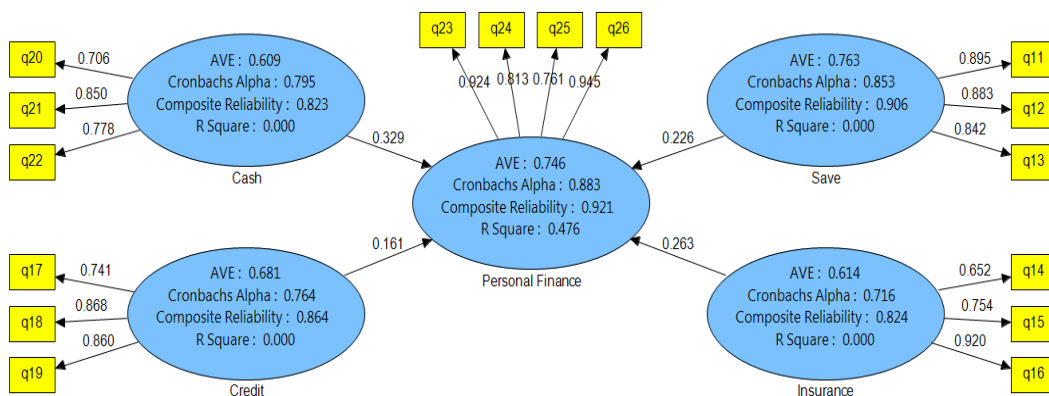 q23
q24
q25
q26
0.924
0.813
0.761
0.945
q20
0.706
q21
0.850
q22
0.778
AVE : 0.609
Cronbachs Alpha : 0.795
Composite Reliability : 0.823
R Square : 0.000
Cash
0.329
AVE : 0.763
Cronbachs Alpha : 0.853
Composite Reliability : 0.906
R Square : 0.000
Save
0.226
0.895
q11
0.883
q12
0.842
q13
AVE : 0.746
Cronbachs Alpha : 0.883
Composite Reliability : 0.921
R Square : 0.476
Personal Finance
q17
0.741
q18
0.868
q19
0.860
AVE : 0.681
Cronbachs Alpha : 0.764
Composite Reliability : 0.864
R Square : 0.000
Credit
0.161
0.263
AVE : 0.614
Cronbachs Alpha : 0.716
Composite Reliability : 0.824
R Square : 0.000
Insurance
0.652
q14
0.754
q15
0.920
q16